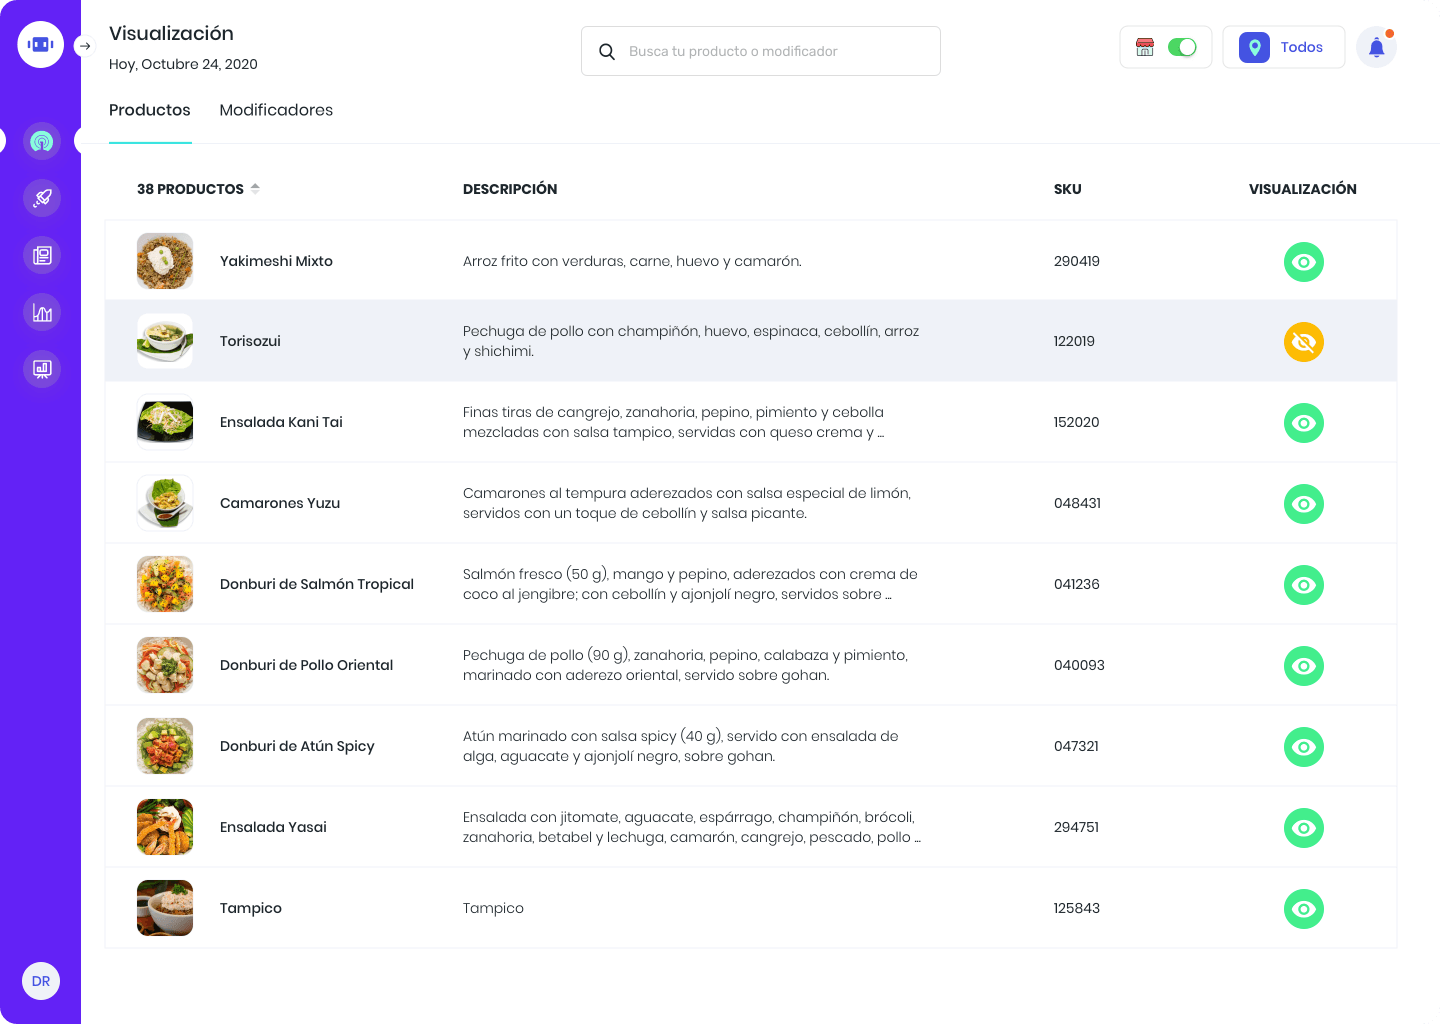 Visualización
Hoy, Octubre 24, 2020
Busca tu producto o modificador
Todos
Productos
Modificadores
38 PRODUCTOS
DESCRIPCIÓN
SKU
VISUALIZACIÓN
Yakimeshi Mixto
Arroz frito con verduras, carne, huevo y camarón.
290419
Torisozui
Pechuga de pollo con champiñón, huevo, espinaca, cebollín, arroz
y shichimi.
122019
Ensalada Kani Tai
Finas tiras de cangrejo, zanahoria, pepino, pimiento y cebolla
mezcladas con salsa tampico, servidas con queso crema y ...
152020
Camarones Yuzu
Camarones al tempura aderezados con salsa especial de limón,
servidos con un toque de cebollín y salsa picante.
048431
Donburi de Salmón Tropical
Salmón fresco (50 g), mango y pepino, aderezados con crema de
coco al jengibre; con cebollín y ajonjolí negro, servidos sobre ...
041236
Donburi de Pollo Oriental
Pechuga de pollo (90 g), zanahoria, pepino, calabaza y pimiento,
marinado con aderezo oriental, servido sobre gohan.
040093
Donburi de Atún Spicy
Atún marinado con salsa spicy (40 g), servido con ensalada de
alga, aguacate y ajonjolí negro, sobre gohan.
047321
Ensalada Yasai
Ensalada con jitomate, aguacate, espárrago, champiñón, brócoli,
zanahoria, betabel y lechuga, camarón, cangrejo, pescado, pollo ...
294751
Tampico
Tampico
125843
DR